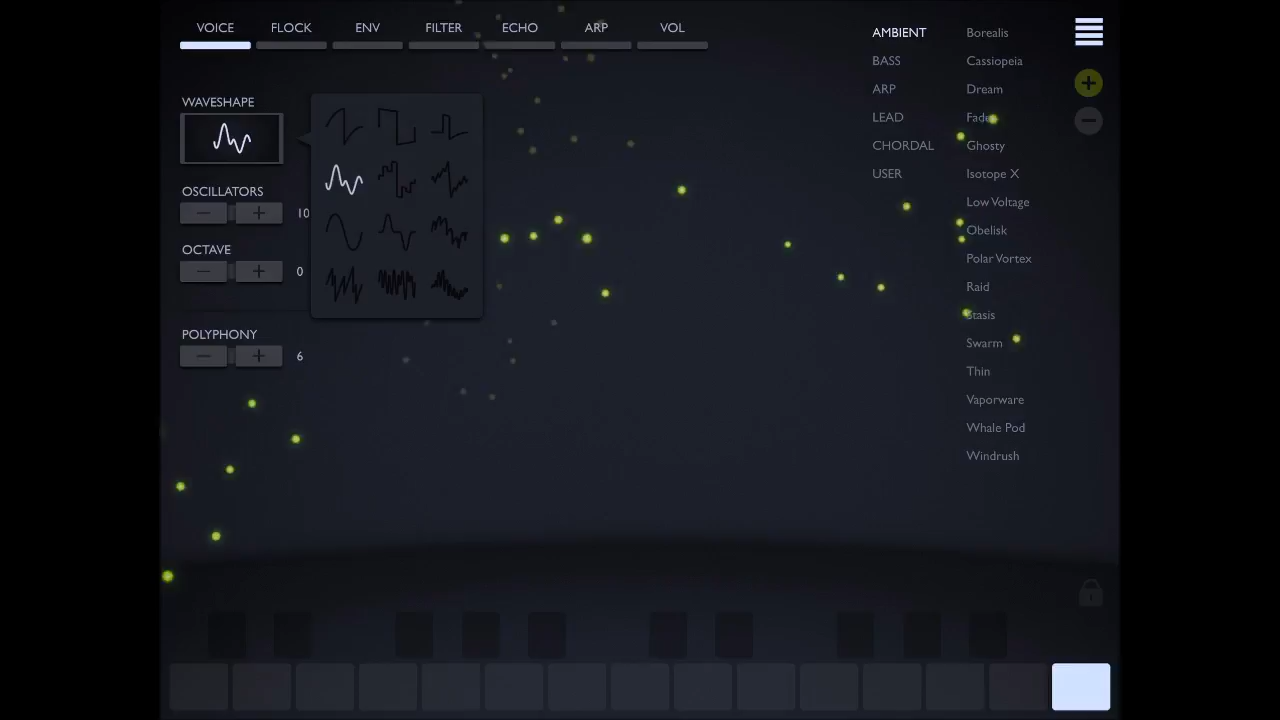 VOICE FLOCK ENV FILTER ECHO ARP VOL
WAVESHAPE
OSCILLATORS
− + 10
OCTAVE
− + 0
POLYPHONY
− + 6
AMBIENT
BASS
ARP
LEAD
CHORDAL
USER
Borealis
Cassiopeia
Dream
Fade
Ghosty
Isotope X
Low Voltage
Obelisk
Polar Vortex
Raid
Stasis
Swarm
Thin
Vaporware
Whale Pod
Windrush
+
−